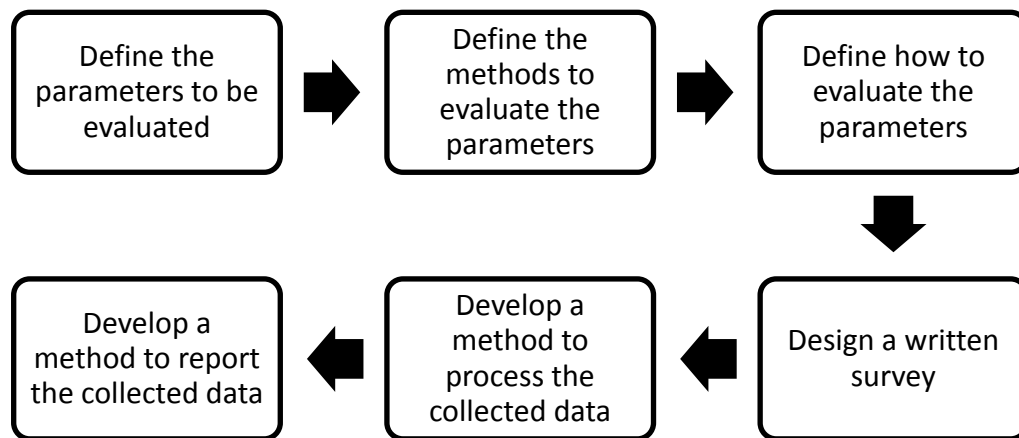 Define the
parameters to be
evaluated
Define the
methods to
evaluate the
parameters
Define how to
evaluate the
parameters
Design a written
survey
Develop a
method to
process the
collected data
Develop a
method to report
the collected data